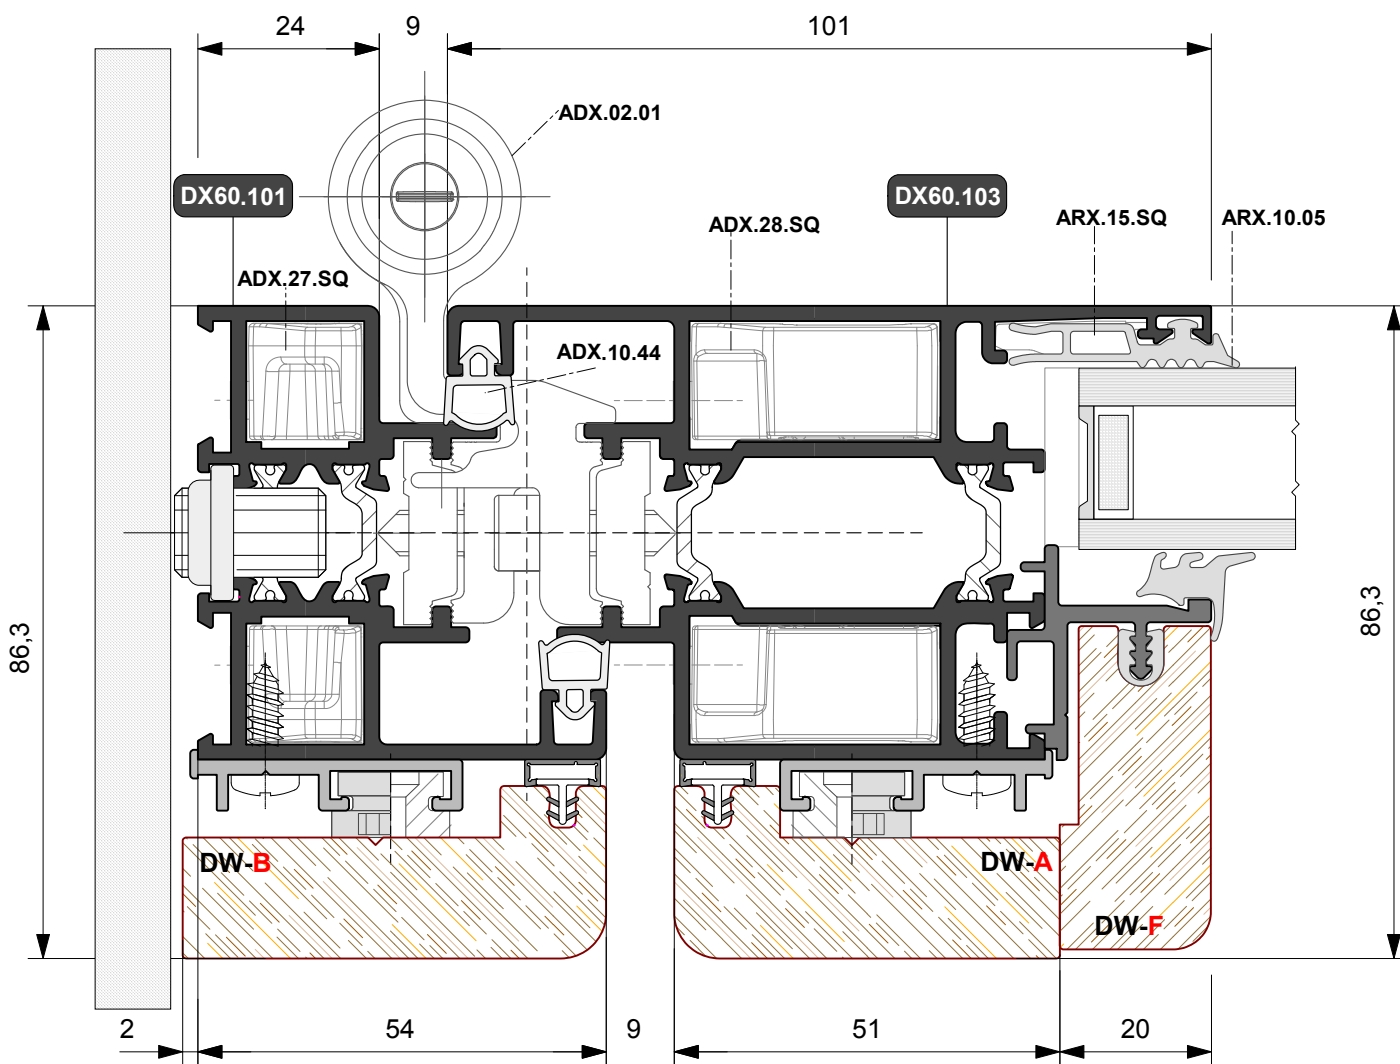 24
9
101
ADX.02.01
DX60.101
DX60.103
ADX.28.SQ
ARX.15.SQ
ARX.10.05
ADX.27.SQ
ADX.10.44
86,3
86,3
DW-B
DW-A
DW-F
2
54
9
51
20